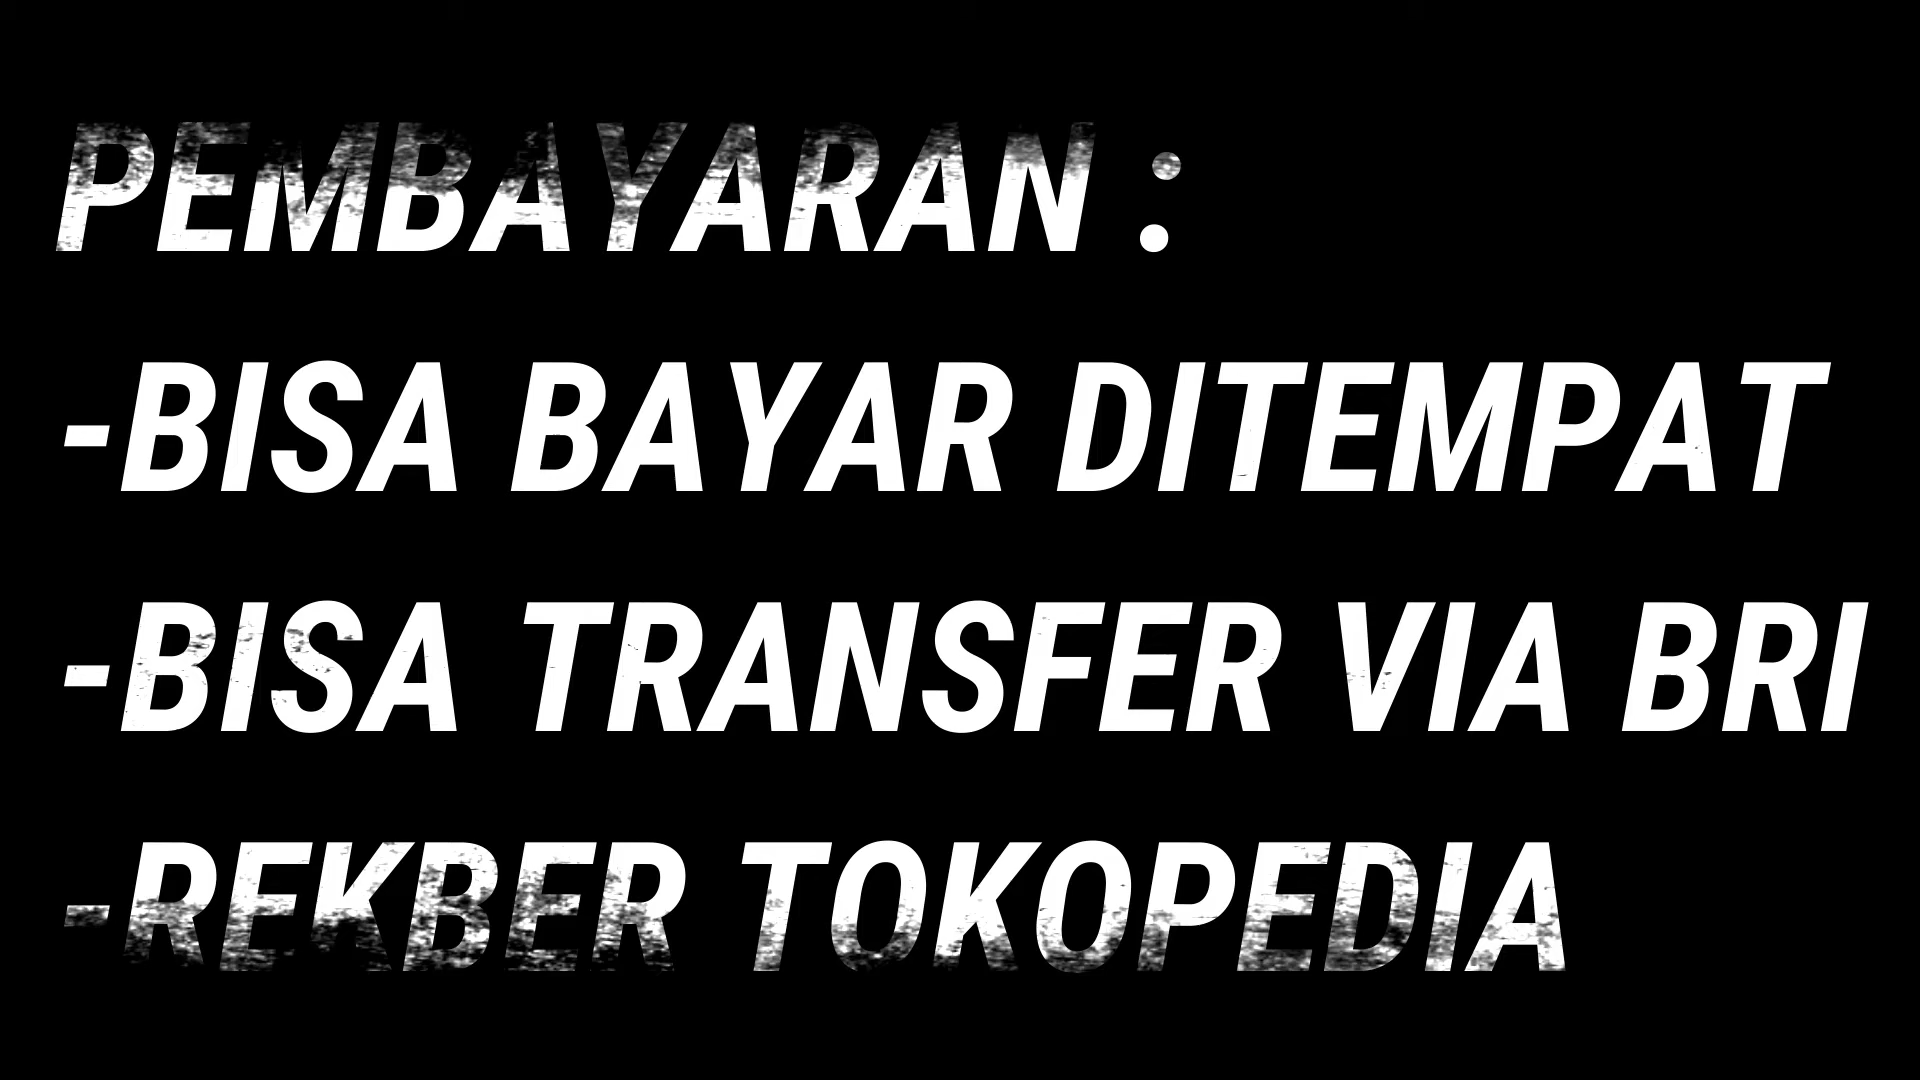 PEMBAYARAN :
-BISA BAYAR DITEMPAT
-BISA TRANSFER VIA BRI
-REKBER TOKOPEDIA